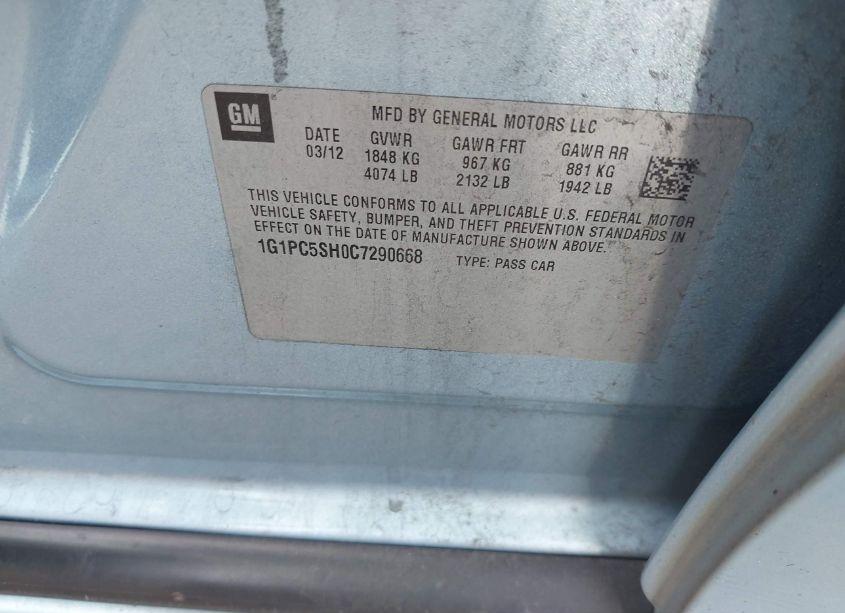 GM
MFD BY GENERAL MOTORS LLC
DATE GVWR GAWR FRT GAWR RR
03/12 1848 KG 967 KG 881 KG
4074 LB 2132 LB 1942 LB
THIS VEHICLE CONFORMS TO ALL APPLICABLE U.S. FEDERAL MOTOR
VEHICLE SAFETY, BUMPER, AND THEFT PREVENTION STANDARDS IN
EFFECT ON THE DATE OF MANUFACTURE SHOWN ABOVE.
1G1PC5SH0C7290668 TYPE: PASS CAR